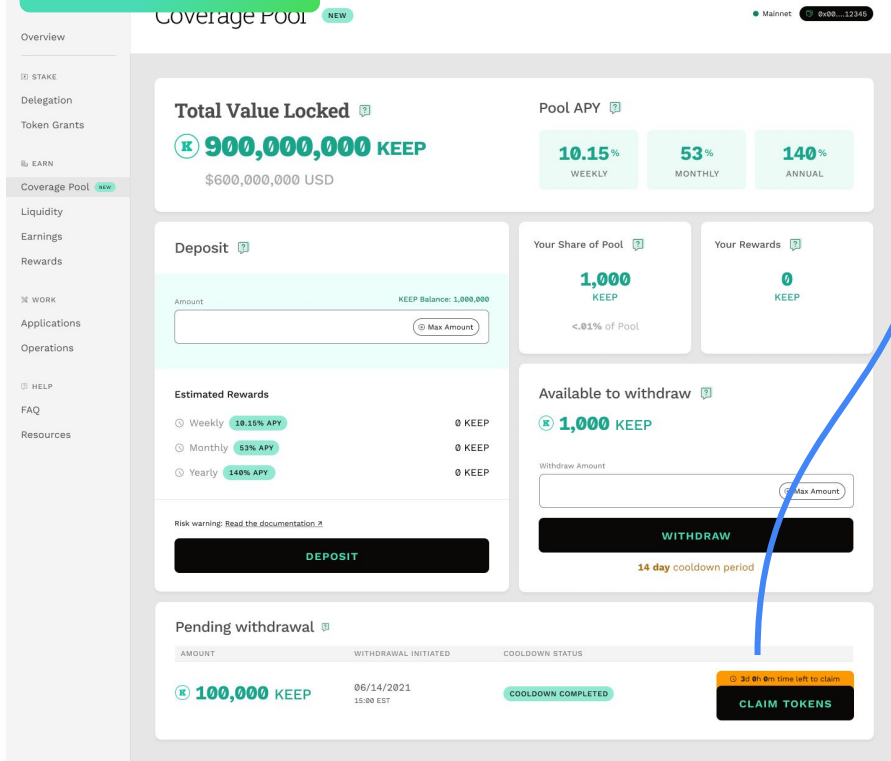 Coverage Pool NEW
Mainnet 0x00....12345
Overview
STAKE
Delegation
Token Grants
EARN
Coverage Pool NEW
Liquidity
Earnings
Rewards
WORK
Applications
Operations
HELP
FAQ
Resources
Total Value Locked ?
K 900,000,000 KEEP
$600,000,000 USD
Pool APY ?
10.15% 53% 140%
WEEKLY MONTHLY ANNUAL
Deposit ?
Amount KEEP Balance: 1,000,000
Max Amount
Estimated Rewards
Weekly 10.15% APY 0 KEEP
Monthly 53% APY 0 KEEP
Yearly 140% APY 0 KEEP
Risk warning: Read the documentation ↗
DEPOSIT
Your Share of Pool ?
1,000
KEEP
<.01% of Pool
Your Rewards ?
0
KEEP
Available to withdraw ?
K 1,000 KEEP
Withdraw Amount
Max Amount
WITHDRAW
14 day cooldown period
Pending withdrawal ?
AMOUNT WITHDRAWAL INITIATED COOLDOWN STATUS
K 100,000 KEEP
06/14/2021
15:00 EST
COOLDOWN COMPLETED
3d 0h 0m time left to claim
CLAIM TOKENS